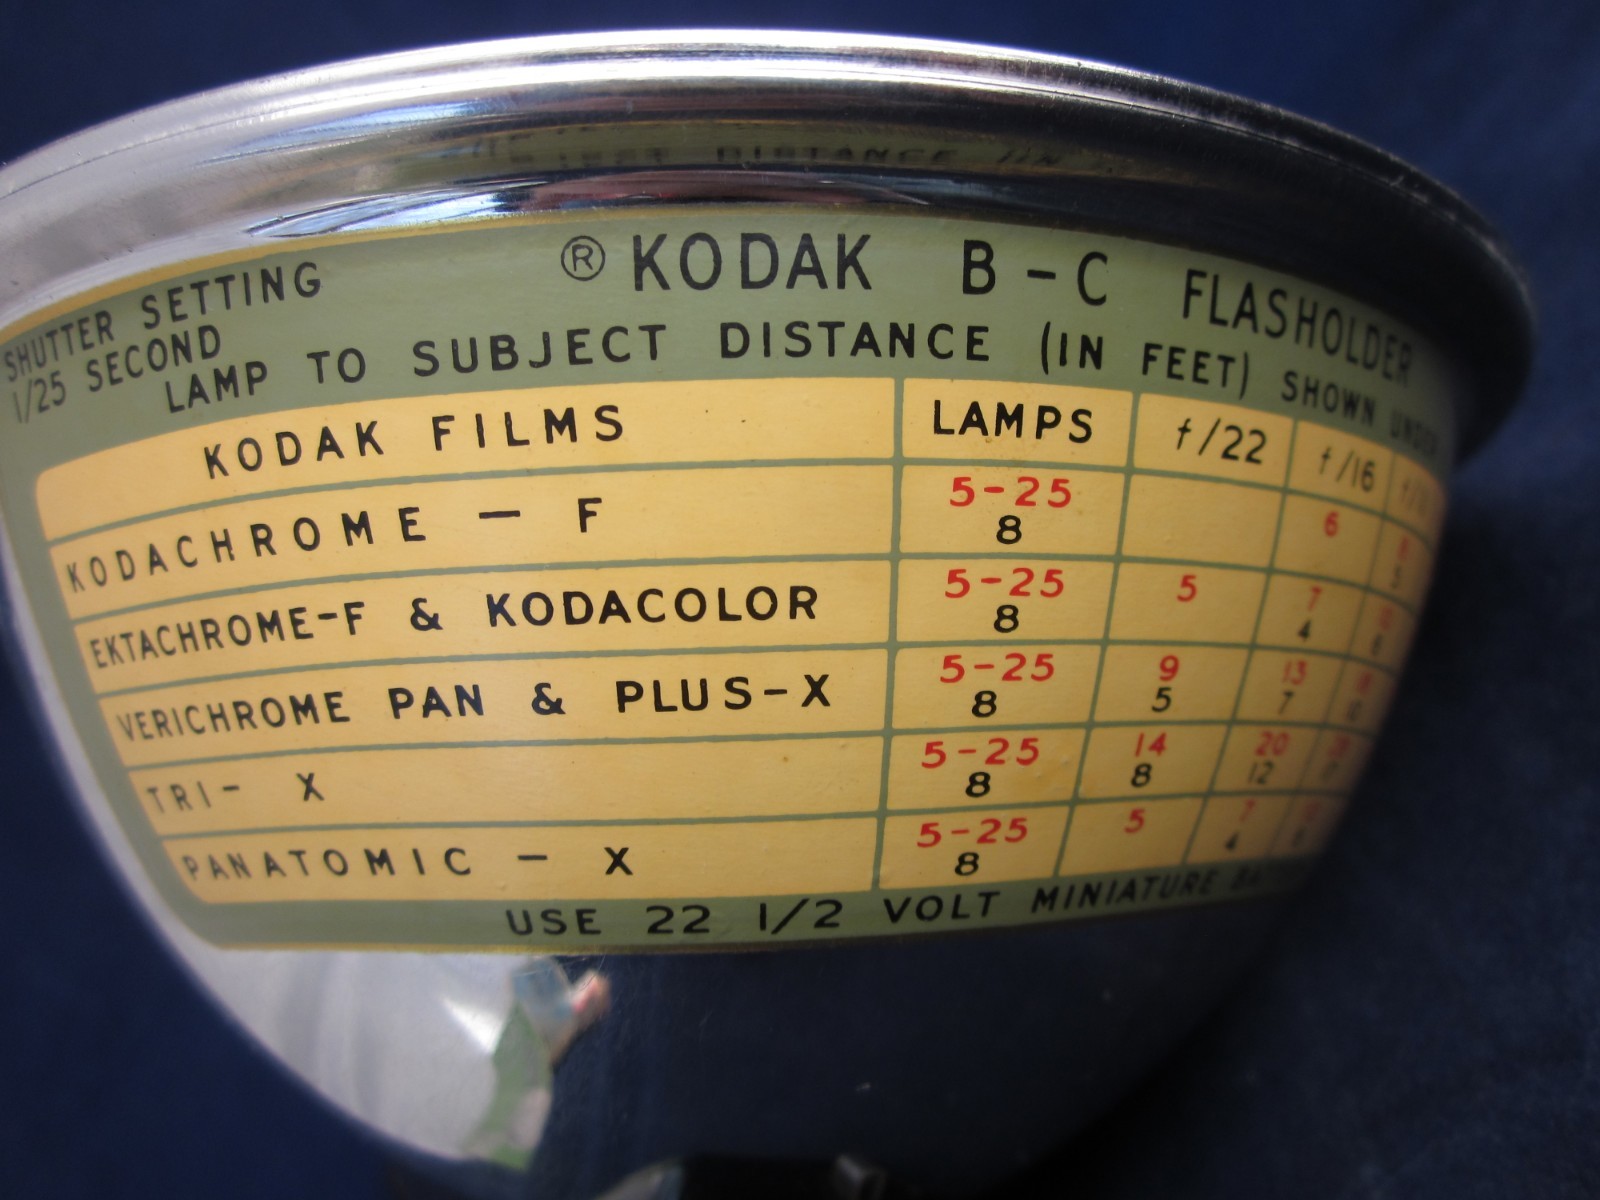 ® KODAK B-C FLASHOLDER
SHUTTER SETTING
1/25 SECOND
LAMP TO SUBJECT DISTANCE (IN FEET) SHOWN UNDER
KODAK FILMS LAMPS f/22 f/16
KODACHROME - F 5-25 6
8
EKTACHROME-F & KODACOLOR 5-25 5 7
8 4
VERICHROME PAN & PLUS-X 5-25 9 13
8 5 7
TRI- X 5-25 14 20
8 8 12
PANATOMIC - X 5-25 5 7
8 4
USE 22 1/2 VOLT MINIATURE